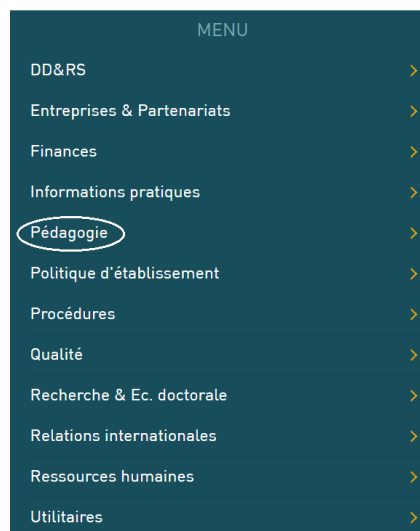 MENU
DD&RS
Entreprises & Partenariats
Finances
Informations pratiques
Pédagogie
Politique d'établissement
Procédures
Qualité
Recherche & Ec. doctorale
Relations internationales
Ressources humaines
Utilitaires